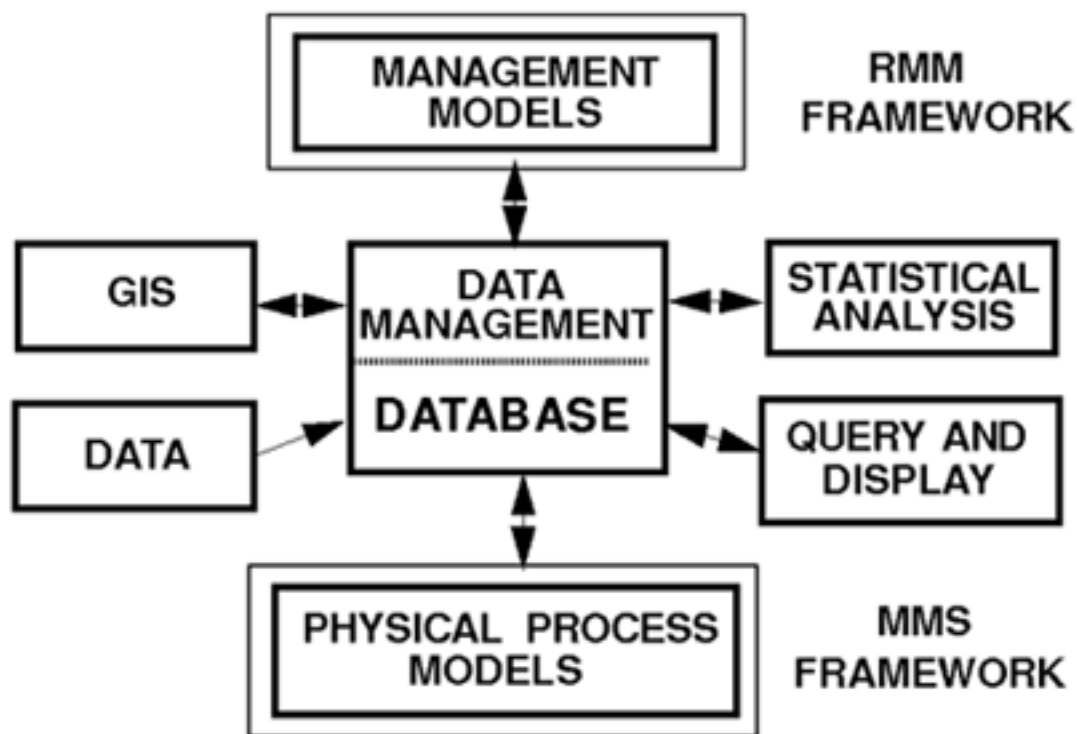 MANAGEMENT
MODELS
RMM
FRAMEWORK
GIS
DATA
MANAGEMENT
STATISTICAL
ANALYSIS
DATA
DATABASE
QUERY AND
DISPLAY
PHYSICAL PROCESS
MODELS
MMS
FRAMEWORK